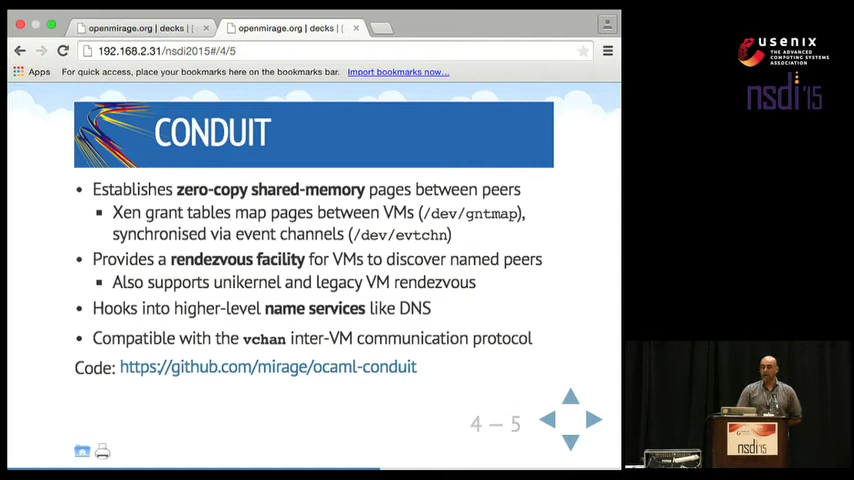 openmirage.org | decks |
openmirage.org | decks |
192.168.2.31/nsdi2015#/4/5
Apps For quick access, place your bookmarks here on the bookmarks bar. Import bookmarks now...
CONDUIT
• Establishes zero-copy shared-memory pages between peers
▪ Xen grant tables map pages between VMs (/dev/gntmap),
synchronised via event channels (/dev/evtchn)
• Provides a rendezvous facility for VMs to discover named peers
▪ Also supports unikernel and legacy VM rendezvous
• Hooks into higher-level name services like DNS
• Compatible with the vchan inter-VM communication protocol
Code: https://github.com/mirage/ocaml-conduit
4 — 5
usenix
THE ADVANCED
COMPUTING SYSTEMS
ASSOCIATION
nsdi'15
nsdi'15